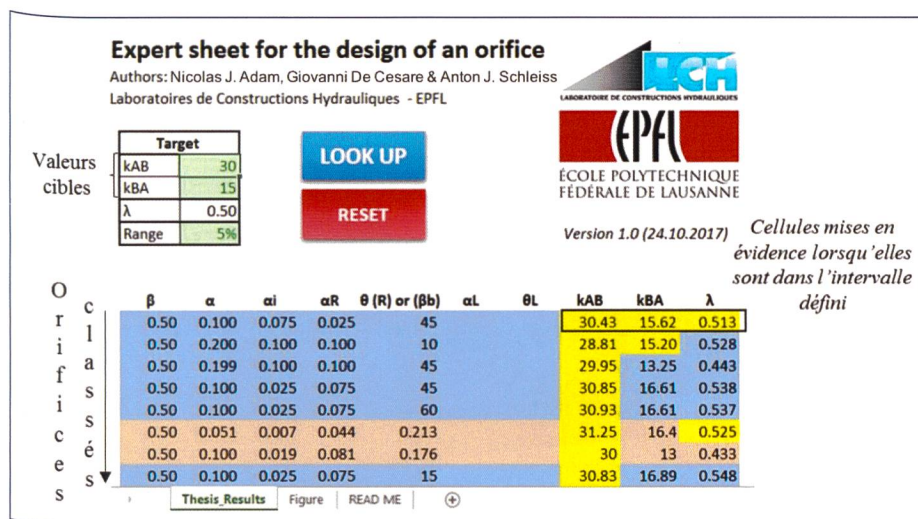 Expert sheet for the design of an orifice
Authors: Nicolas J. Adam, Giovanni De Cesare & Anton J. Schleiss
Laboratoires de Constructions Hydrauliques - EPFL
LCH
LABORATOIRE DE CONSTRUCTIONS HYDRAULIQUES
EPFL
ÉCOLE POLYTECHNIQUE
FÉDÉRALE DE LAUSANNE
Version 1.0 (24.10.2017)
Valeurs
cibles
Target
kAB 30
kBA 15
λ 0.50
Range 5%
LOOK UP
RESET
Cellules mises en
évidence lorsqu'elles
sont dans l'intervalle
défini
Orifices
classés
β α αi αR θ (R) or (βb) αL θL kAB kBA λ
0.50 0.100 0.075 0.025 45 30.43 15.62 0.513
0.50 0.200 0.100 0.100 10 28.81 15.20 0.528
0.50 0.199 0.100 0.100 45 29.95 13.25 0.443
0.50 0.100 0.025 0.075 45 30.85 16.61 0.538
0.50 0.100 0.025 0.075 60 30.93 16.61 0.537
0.50 0.051 0.007 0.044 0.213 31.25 16.4 0.525
0.50 0.100 0.019 0.081 0.176 30 13 0.433
0.50 0.100 0.025 0.075 15 30.83 16.89 0.548
Thesis_Results Figure READ ME